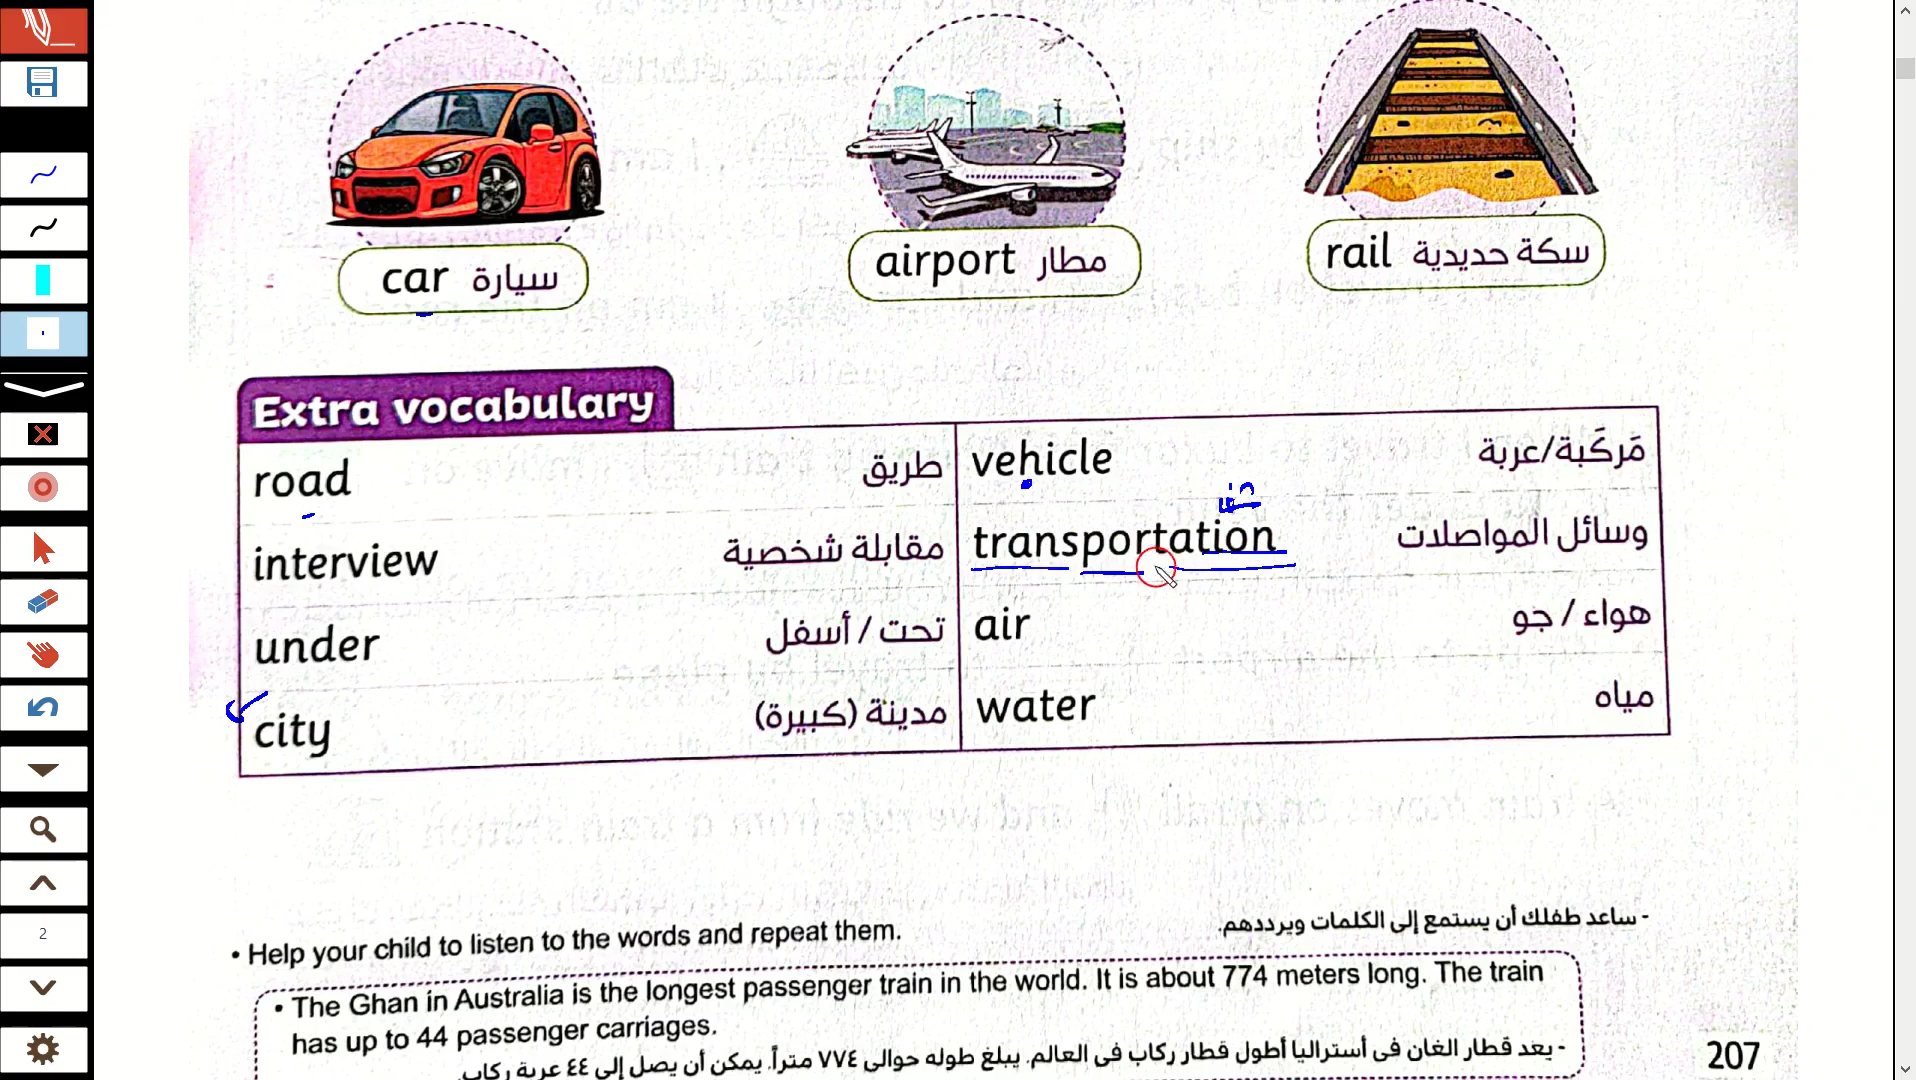 car سيارة
airport مطار
rail سكة حديدية
Extra vocabulary
road طريق
vehicle مَركَبة/عربة
interview مقابلة شخصية
شن
transportation وسائل المواصلات
under تحت / أسفل
air هواء / جو
city مدينة (كبيرة)
water مياه
• Help your child to listen to the words and repeat them.
- ساعد طفلك أن يستمع إلى الكلمات ويرددهم.
• The Ghan in Australia is the longest passenger train in the world. It is about 774 meters long. The train
has up to 44 passenger carriages.
- يعد قطار الغان فى أستراليا أطول قطار ركاب فى العالم. يبلغ طوله حوالى ٧٧٤ متراً. يمكن أن يصل إلى ٤٤ عربة ركاب.
207
2